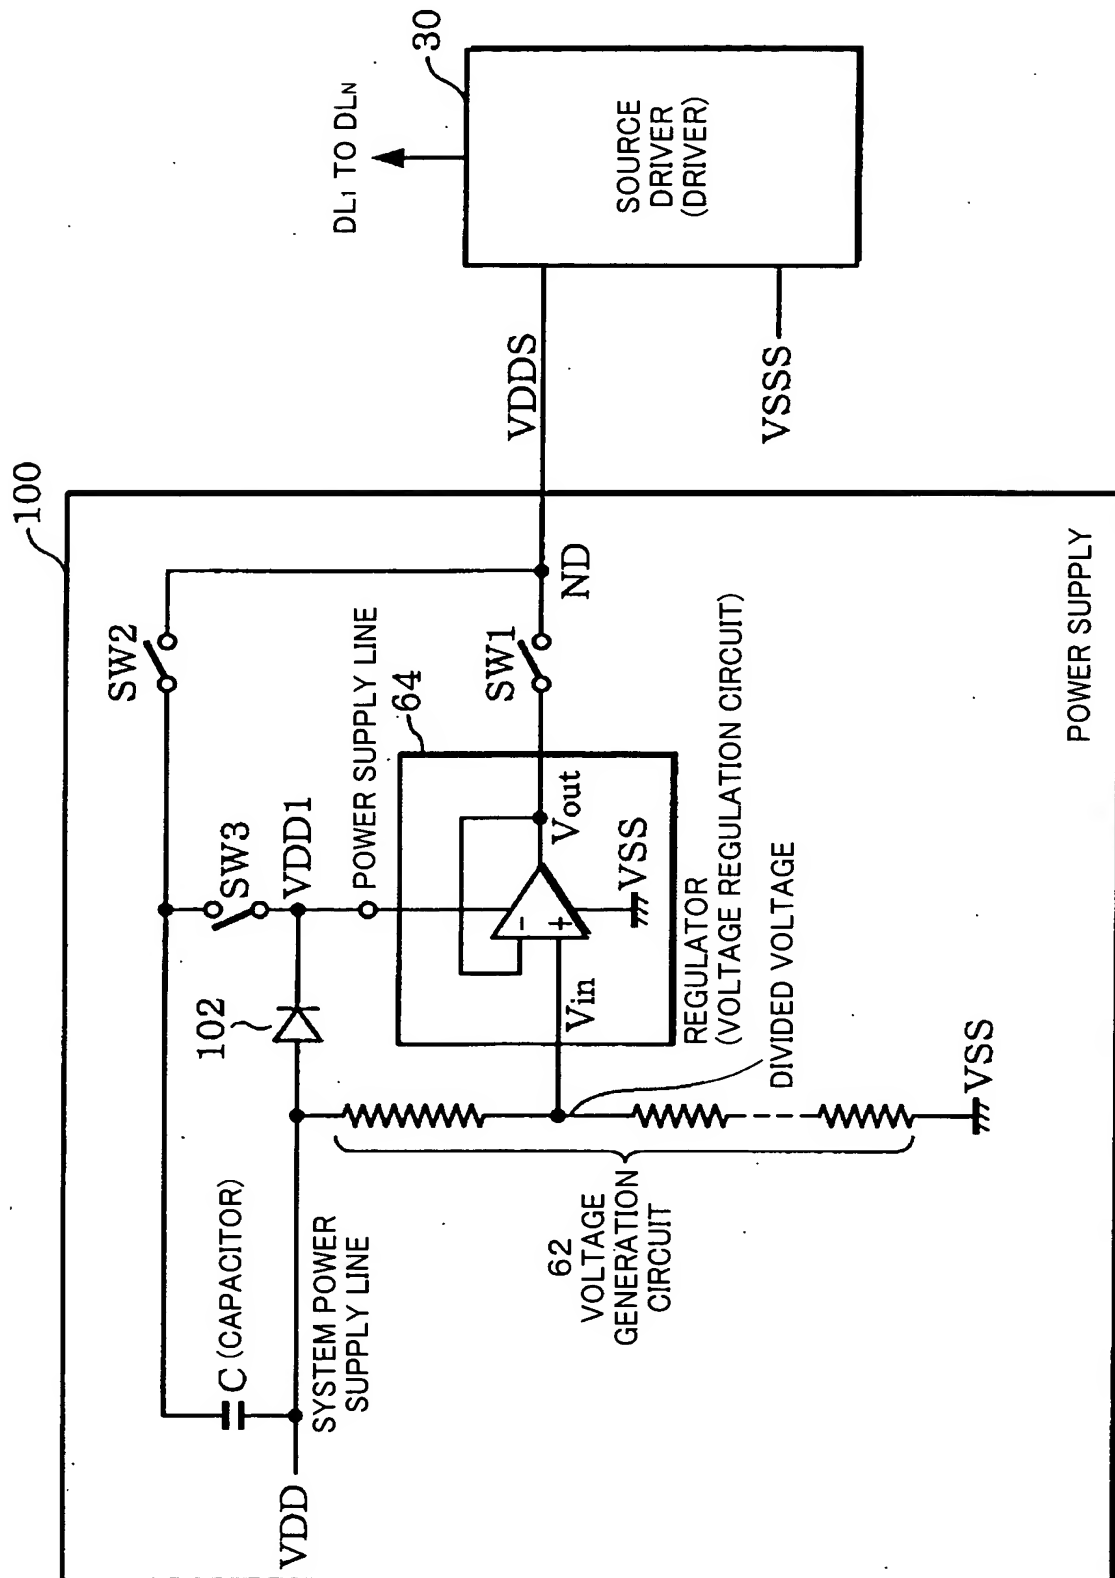 100
30
DL1 TO DLN
SOURCE
DRIVER
(DRIVER)
VDDS
VSSS
SW2
ND
SW3
VDD1
POWER SUPPLY LINE
64
SW1
102
Vin
Vout
-
+
VSS
REGULATOR
(VOLTAGE REGULATION CIRCUIT)
DIVIDED VOLTAGE
C (CAPACITOR)
SYSTEM POWER
SUPPLY LINE
VDD
62
VOLTAGE
GENERATION
CIRCUIT
VSS
POWER SUPPLY